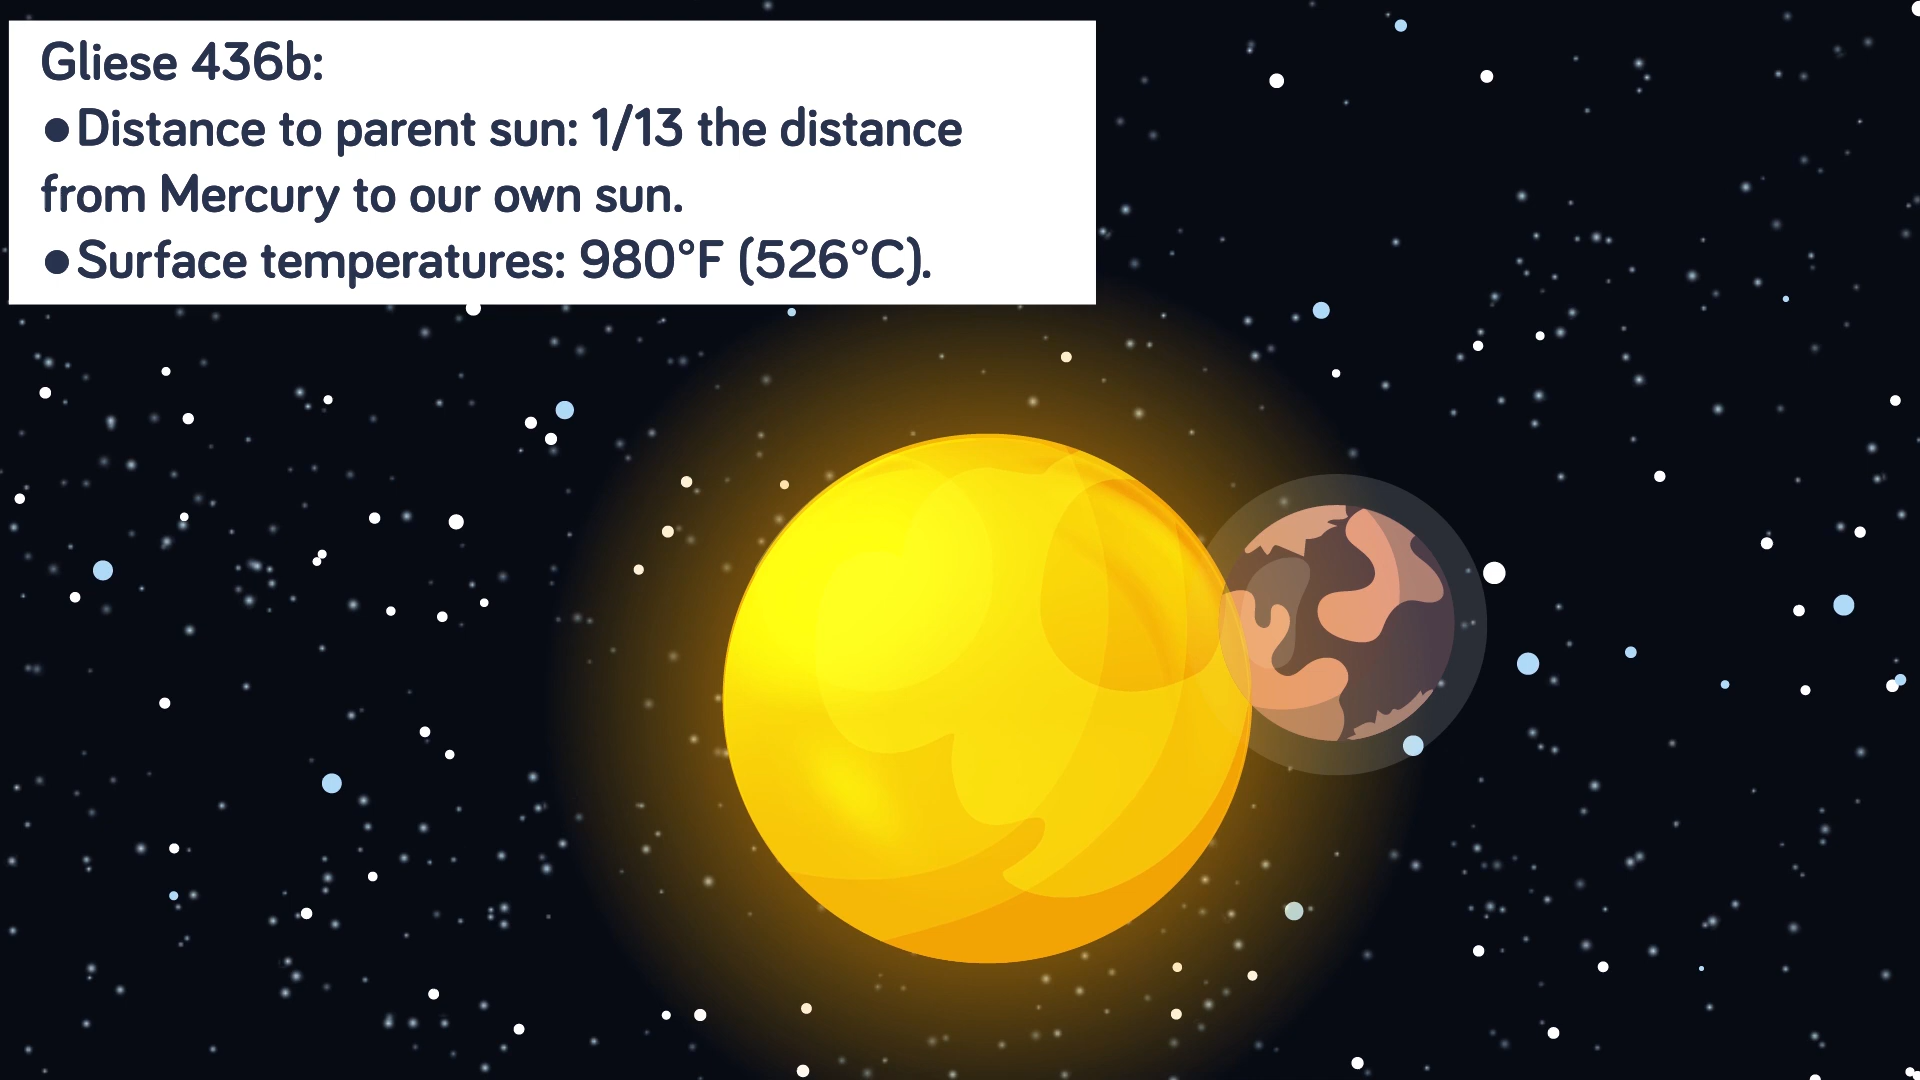 Gliese 436b:
●Distance to parent sun: 1/13 the distance
from Mercury to our own sun.
●Surface temperatures: 980°F (526°C).